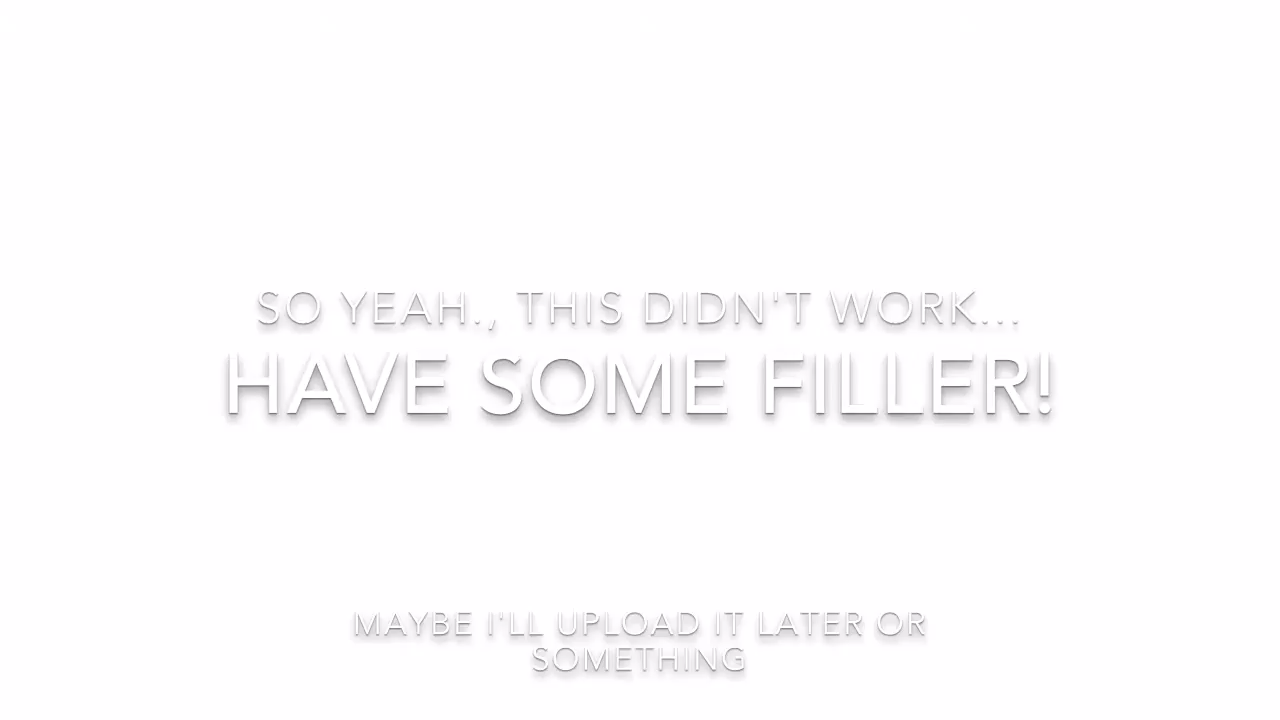 SO YEAH., THIS DIDN'T WORK...
HAVE SOME FILLER!
MAYBE I'LL UPLOAD IT LATER OR
SOMETHING